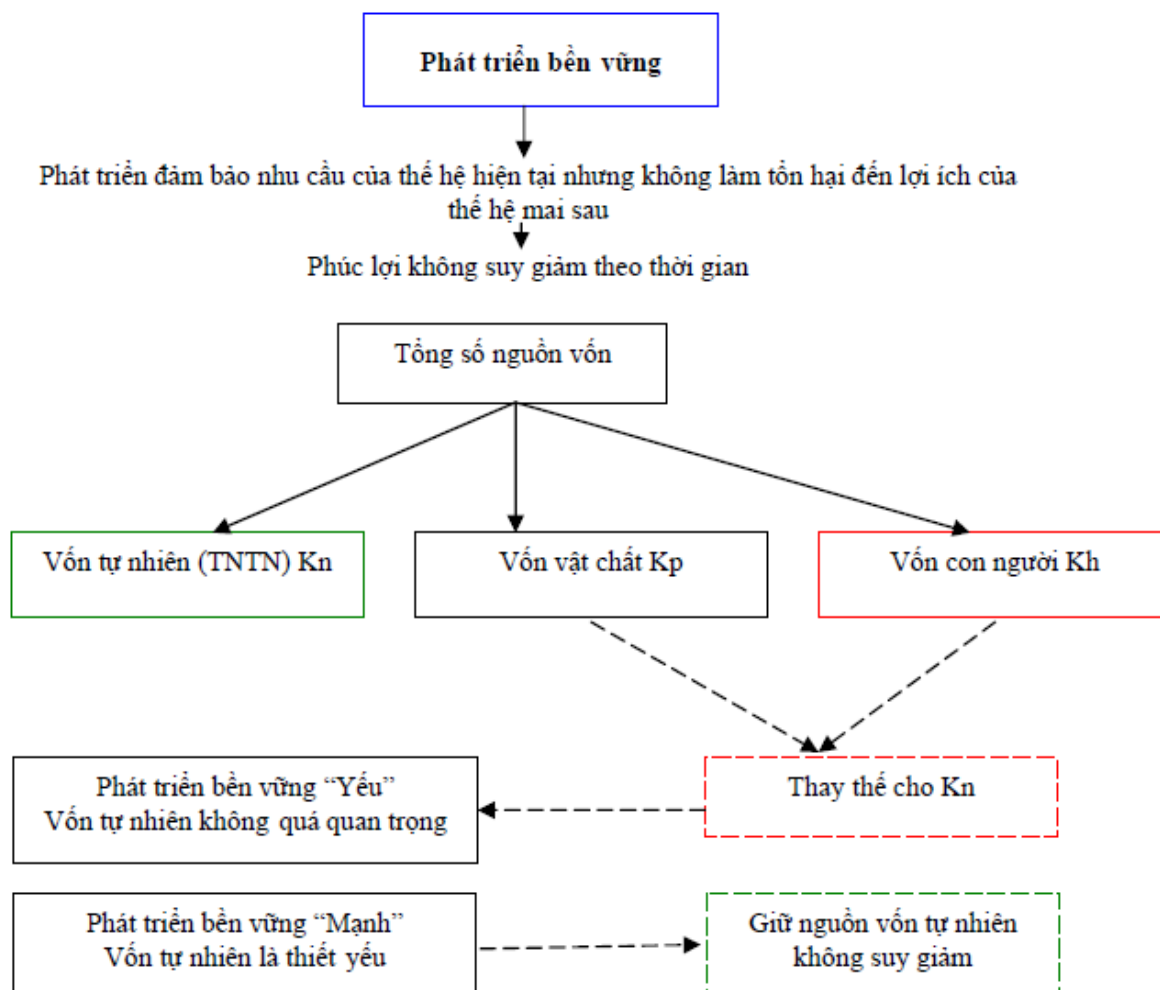 Phát triển bền vững
Phát triển đảm bảo nhu cầu của thế hệ hiện tại nhưng không làm tổn hại đến lợi ích của
thế hệ mai sau
Phúc lợi không suy giảm theo thời gian
Tổng số nguồn vốn
Vốn tự nhiên (TNTN) Kn
Vốn vật chất Kp
Vốn con người Kh
Phát triển bền vững “Yếu”
Vốn tự nhiên không quá quan trọng
Thay thế cho Kn
Phát triển bền vững “Mạnh”
Vốn tự nhiên là thiết yếu
Giữ nguồn vốn tự nhiên
không suy giảm